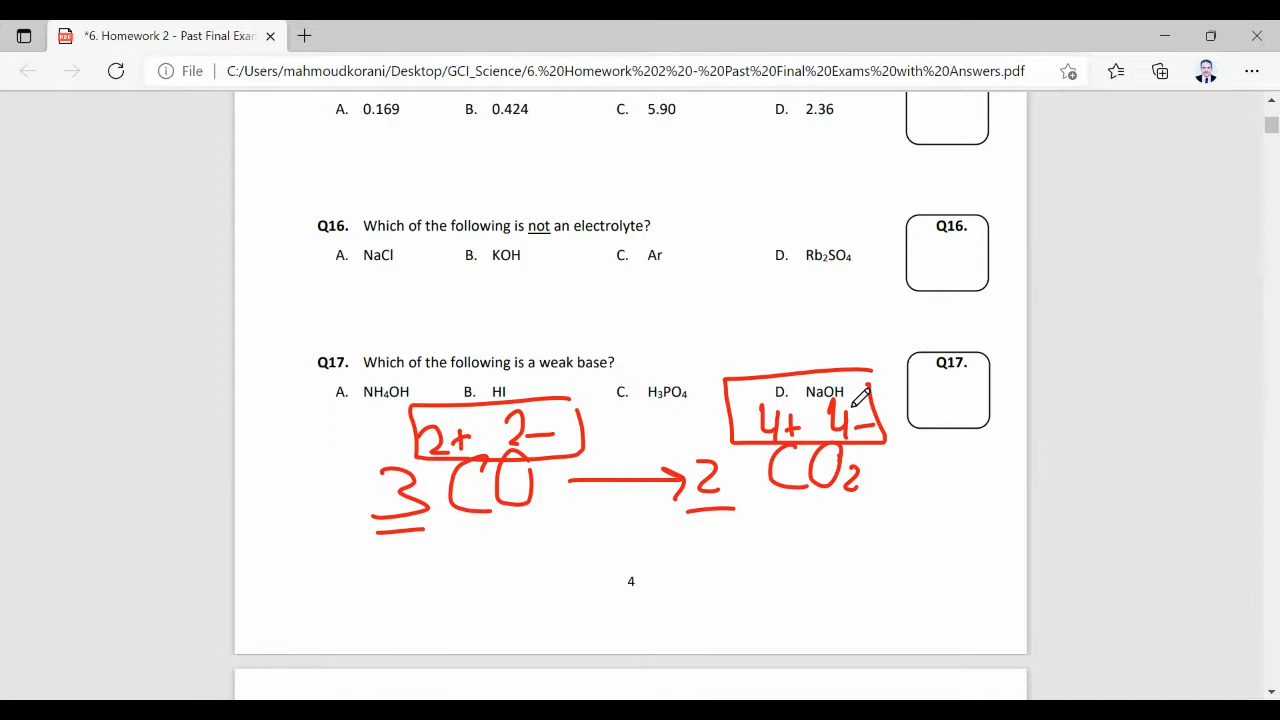 *6. Homework 2 - Past Final Exam
File C:/Users/mahmoudkorani/Desktop/GCI_Science/6.%20Homework%202%20-%20Past%20Final%20Exams%20with%20Answers.pdf
A. 0.169 B. 0.424 C. 5.90 D. 2.36
Q16. Which of the following is not an electrolyte? Q16.
A. NaCl B. KOH C. Ar D. Rb₂SO₄
Q17. Which of the following is a weak base? Q17.
A. NH₄OH B. HI C. H₃PO₄ D. NaOH
2+ 2- 4+ 4-
3 CO → 2 CO₂
4